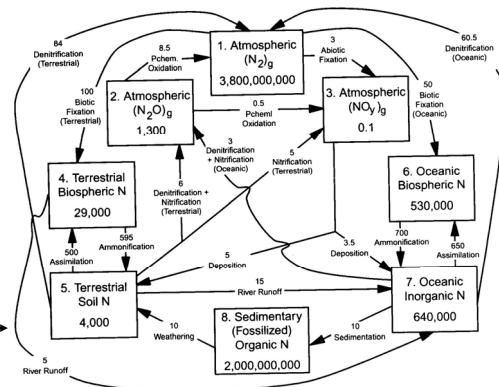 84
Denitrification
(Terrestrial)
8.5
Pchem.
Oxidation
1. Atmospheric
(N2)g
3,800,000,000
3
Abiotic
Fixation
60.5
Denitrification
(Oceanic)
100
Biotic
Fixation
(Terrestrial)
2. Atmospheric
(N2O)g
1,300
0.5
Pcheml
Oxidation
3. Atmospheric
(NOy)g
0.1
50
Biotic
Fixation
(Oceanic)
3
Denitrification
+ Nitrification
(Oceanic)
5
Nitrification
(Terrestrial)
6
Denitrification +
Nitrification
(Terrestrial)
4. Terrestrial
Biospheric N
29,000
6. Oceanic
Biospheric N
530,000
500
Assimilation
595
Ammonification
700
Ammonification
650
Assimilation
5
Deposition
3.5
Deposition
5. Terrestrial
Soil N
4,000
15
River Runoff
7. Oceanic
Inorganic N
640,000
10
Weathering
8. Sedimentary
(Fossilized)
Organic N
2,000,000,000
10
Sedimentation
5
River Runoff